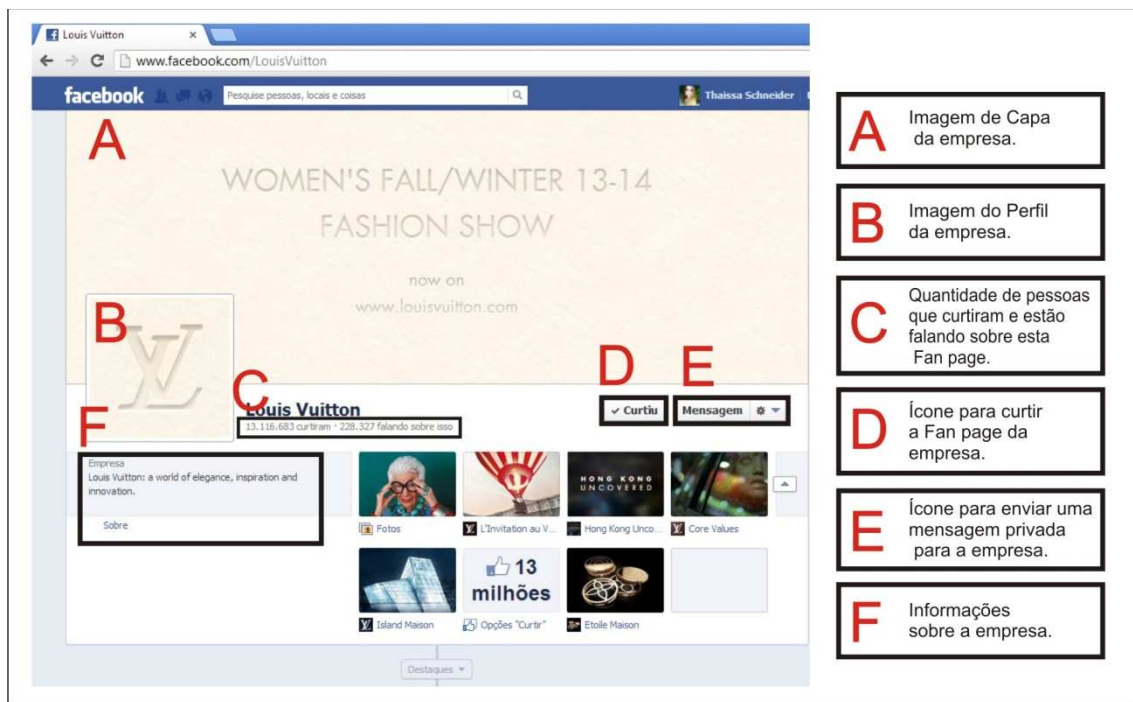 Louis Vuitton
www.facebook.com/LouisVuitton
facebook
Pesquise pessoas, locais e coisas
Thaissa Schneider
A
WOMEN'S FALL/WINTER 13-14
FASHION SHOW
now on
www.louisvuitton.com
B
LV
C
D
E
F
Louis Vuitton
13.116.683 curtiram · 228.327 falando sobre isso
✓ Curtiu
Mensagem
Empresa
Louis Vuitton: a world of elegance, inspiration and
innovation.
Sobre
HONG KONG
UNCOVERED
Fotos
L'Invitation au V...
Hong Kong Unco...
Core Values
13
milhões
Island Maison
Opções "Curtir"
Etoile Maison
Destaques
A
Imagem de Capa
da empresa.
B
Imagem do Perfil
da empresa.
C
Quantidade de pessoas
que curtiram e estão
falando sobre esta
Fan page.
D
Ícone para curtir
a Fan page da
empresa.
E
Ícone para enviar uma
mensagem privada
para a empresa.
F
Informações
sobre a empresa.